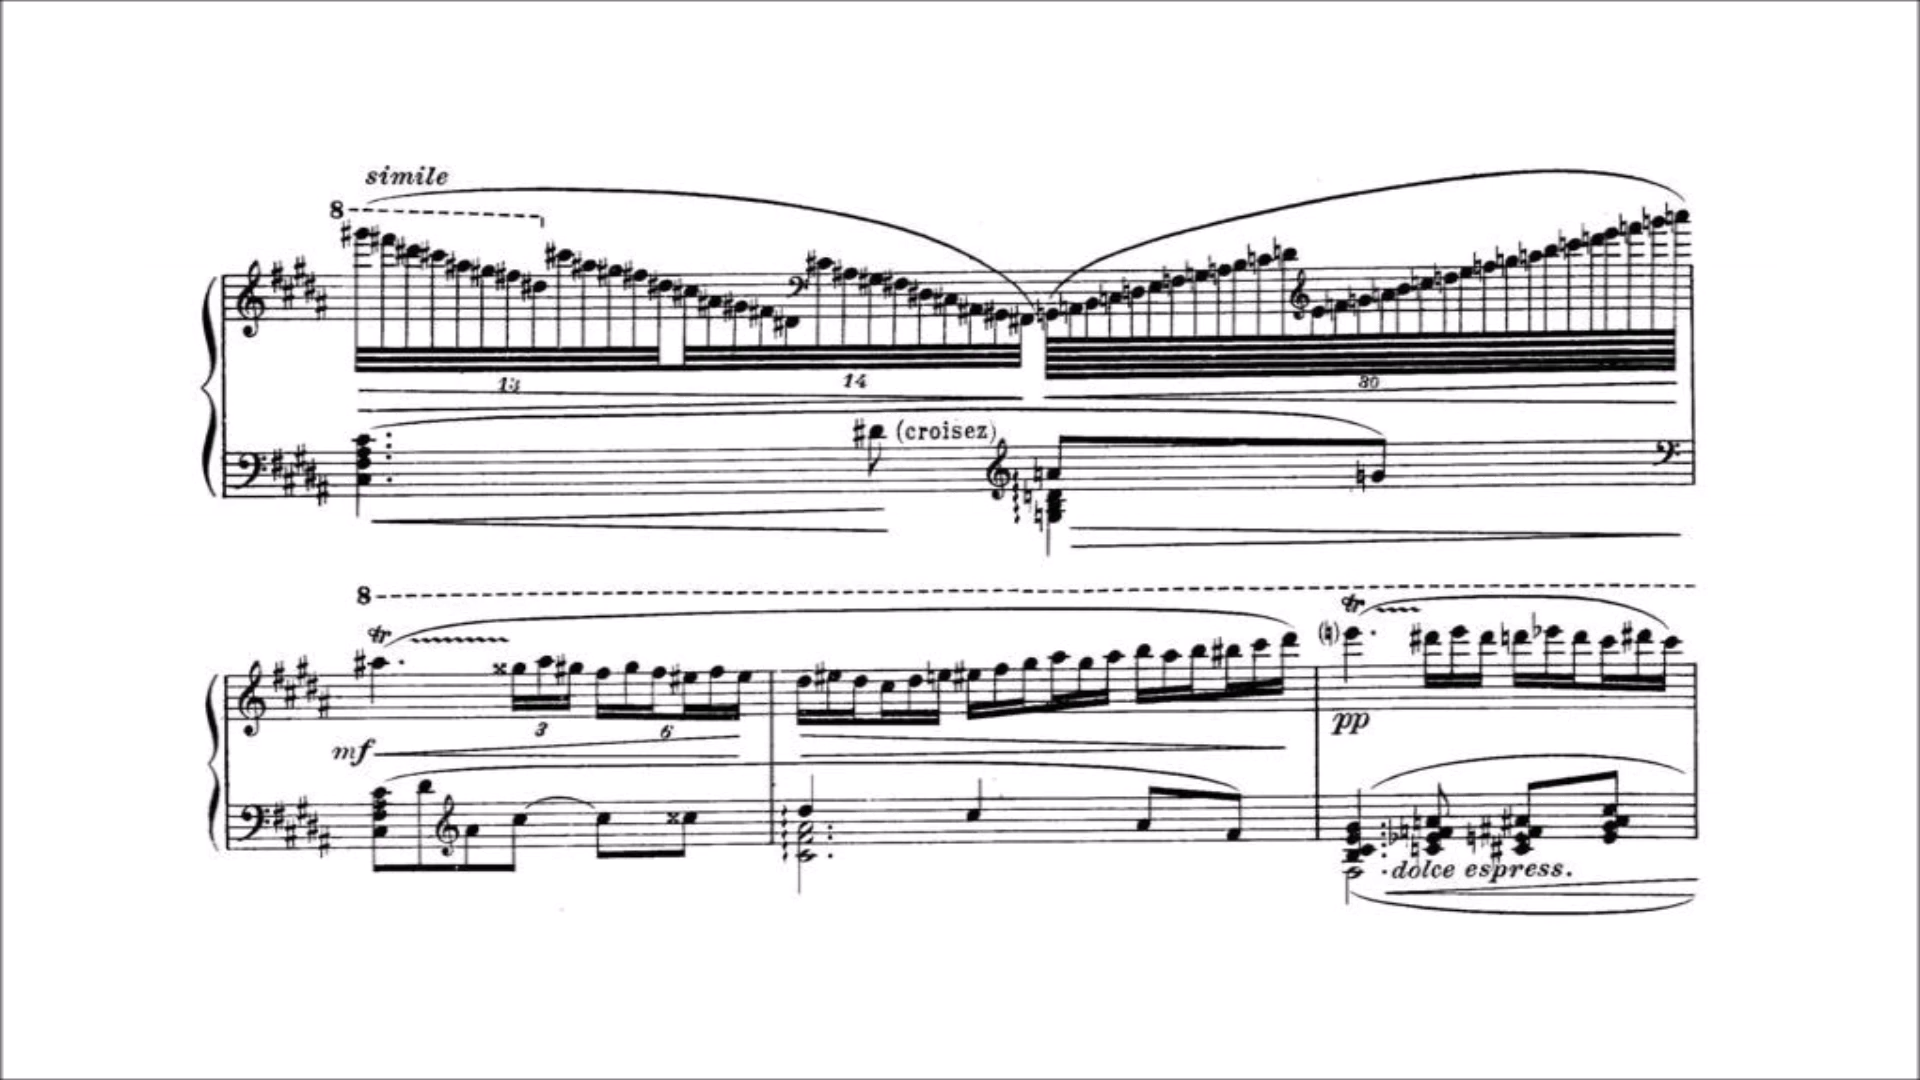 simile
8
13 14 30
(croisez)
8
tr tr
3 6
mf pp
dolce espress.